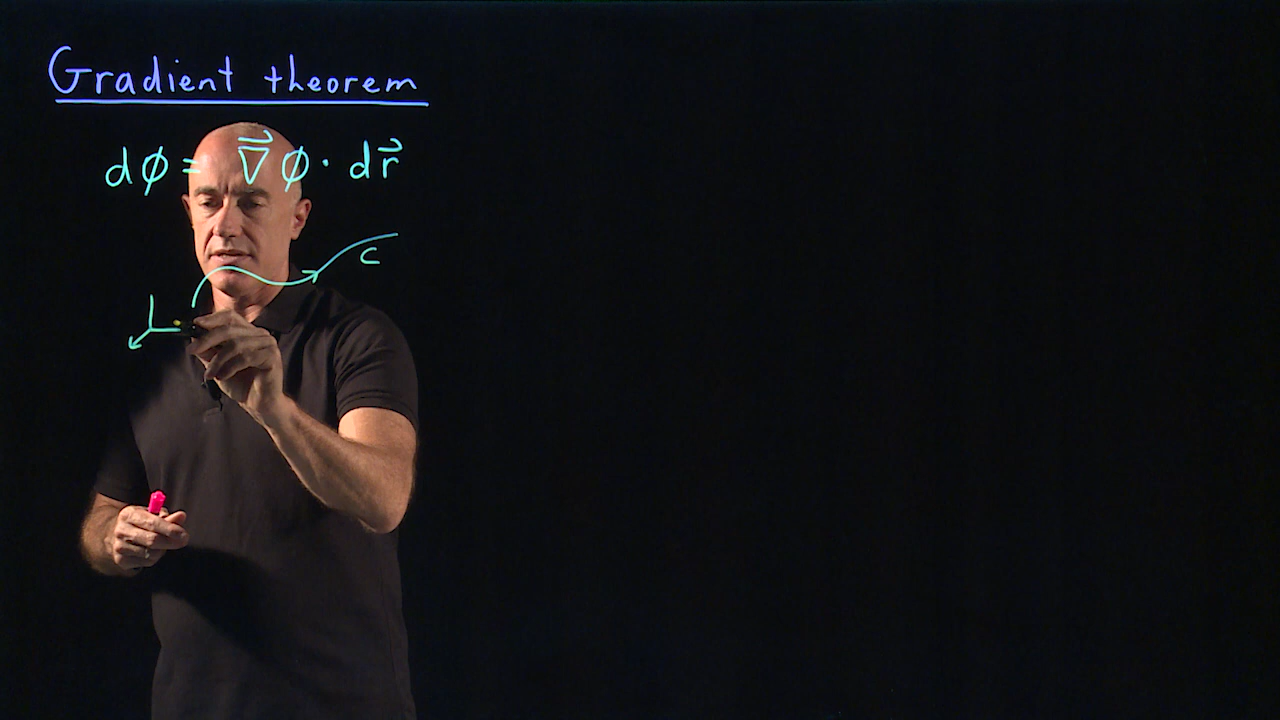 Gradient theorem
dϕ = ∇⃗ϕ · dr⃗
C